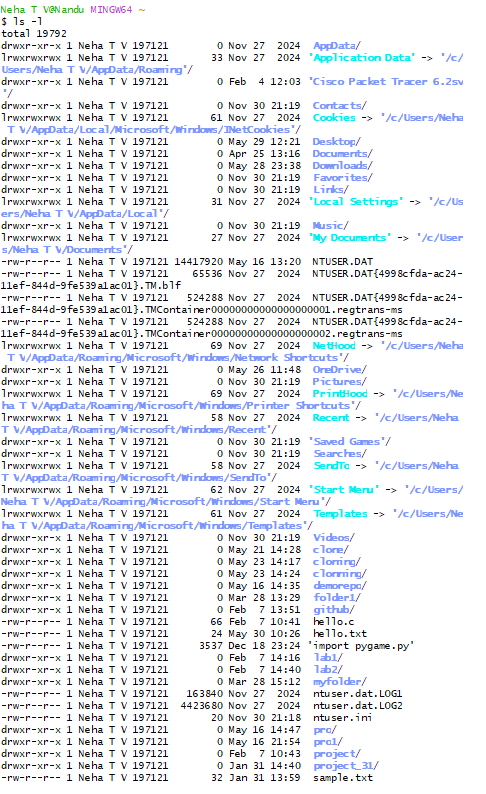 Neha T V@Nandu MINGW64 ~
$ ls -l
total 19792
drwxr-xr-x 1 Neha T V 197121        0 Nov 27  2024  AppData/
lrwxrwxrwx 1 Neha T V 197121       33 Nov 27  2024 'Application Data' -> '/c/
Users/Neha T V/AppData/Roaming'/
drwxr-xr-x 1 Neha T V 197121        0 Feb  4 12:03 'Cisco Packet Tracer 6.2sv
'/
drwxr-xr-x 1 Neha T V 197121        0 Nov 30 21:19  Contacts/
lrwxrwxrwx 1 Neha T V 197121       61 Nov 27  2024  Cookies -> '/c/Users/Neha
 T V/AppData/Local/Microsoft/Windows/INetCookies'/
drwxr-xr-x 1 Neha T V 197121        0 May 29 12:21  Desktop/
drwxr-xr-x 1 Neha T V 197121        0 Apr 25 13:16  Documents/
drwxr-xr-x 1 Neha T V 197121        0 May 28 23:38  Downloads/
drwxr-xr-x 1 Neha T V 197121        0 Nov 30 21:19  Favorites/
drwxr-xr-x 1 Neha T V 197121        0 Nov 30 21:19  Links/
lrwxrwxrwx 1 Neha T V 197121       31 Nov 27  2024 'Local Settings' -> '/c/Us
ers/Neha T V/AppData/Local'/
drwxr-xr-x 1 Neha T V 197121        0 Nov 30 21:19  Music/
lrwxrwxrwx 1 Neha T V 197121       27 Nov 27  2024 'My Documents' -> '/c/User
s/Neha T V/Documents'/
-rw-r--r-- 1 Neha T V 197121 14417920 May 16 13:20  NTUSER.DAT
-rw-r--r-- 1 Neha T V 197121    65536 Nov 27  2024  NTUSER.DAT{4998cfda-ac24-
11ef-844d-9fe539a1ac01}.TM.blf
-rw-r--r-- 1 Neha T V 197121   524288 Nov 27  2024  NTUSER.DAT{4998cfda-ac24-
11ef-844d-9fe539a1ac01}.TMContainer00000000000000000001.regtrans-ms
-rw-r--r-- 1 Neha T V 197121   524288 Nov 27  2024  NTUSER.DAT{4998cfda-ac24-
11ef-844d-9fe539a1ac01}.TMContainer00000000000000000002.regtrans-ms
lrwxrwxrwx 1 Neha T V 197121       69 Nov 27  2024  NetHood -> '/c/Users/Neha
 T V/AppData/Roaming/Microsoft/Windows/Network Shortcuts'/
drwxr-xr-x 1 Neha T V 197121        0 May 26 11:48  OneDrive/
drwxr-xr-x 1 Neha T V 197121        0 Nov 30 21:19  Pictures/
lrwxrwxrwx 1 Neha T V 197121       69 Nov 27  2024  PrintHood -> '/c/Users/Ne
ha T V/AppData/Roaming/Microsoft/Windows/Printer Shortcuts'/
lrwxrwxrwx 1 Neha T V 197121       58 Nov 27  2024  Recent -> '/c/Users/Neha
T V/AppData/Roaming/Microsoft/Windows/Recent'/
drwxr-xr-x 1 Neha T V 197121        0 Nov 30 21:19 'Saved Games'/
drwxr-xr-x 1 Neha T V 197121        0 Nov 30 21:19  Searches/
lrwxrwxrwx 1 Neha T V 197121       58 Nov 27  2024  SendTo -> '/c/Users/Neha
T V/AppData/Roaming/Microsoft/Windows/SendTo'/
lrwxrwxrwx 1 Neha T V 197121       62 Nov 27  2024 'Start Menu' -> '/c/Users/
Neha T V/AppData/Roaming/Microsoft/Windows/Start Menu'/
lrwxrwxrwx 1 Neha T V 197121       61 Nov 27  2024  Templates -> '/c/Users/Ne
ha T V/AppData/Roaming/Microsoft/Windows/Templates'/
drwxr-xr-x 1 Neha T V 197121        0 Nov 30 21:19  Videos/
drwxr-xr-x 1 Neha T V 197121        0 May 21 14:28  clone/
drwxr-xr-x 1 Neha T V 197121        0 May 23 14:17  cloning/
drwxr-xr-x 1 Neha T V 197121        0 May 23 14:24  clonning/
drwxr-xr-x 1 Neha T V 197121        0 May 16 14:35  demorepo/
drwxr-xr-x 1 Neha T V 197121        0 Mar 28 13:29  folder1/
drwxr-xr-x 1 Neha T V 197121        0 Feb  7 13:51  github/
-rw-r--r-- 1 Neha T V 197121       66 Feb  7 10:41  hello.c
-rw-r--r-- 1 Neha T V 197121       24 May 30 10:26  hello.txt
-rw-r--r-- 1 Neha T V 197121     3537 Dec 18 23:24 'import pygame.py'
drwxr-xr-x 1 Neha T V 197121        0 Feb  7 14:16  lab1/
drwxr-xr-x 1 Neha T V 197121        0 Feb  7 14:40  lab2/
drwxr-xr-x 1 Neha T V 197121        0 Mar 28 15:12  myfolder/
-rw-r--r-- 1 Neha T V 197121   163840 Nov 27  2024  ntuser.dat.LOG1
-rw-r--r-- 1 Neha T V 197121  4423680 Nov 27  2024  ntuser.dat.LOG2
-rw-r--r-- 1 Neha T V 197121       20 Nov 30 21:18  ntuser.ini
drwxr-xr-x 1 Neha T V 197121        0 May 16 14:47  pro/
drwxr-xr-x 1 Neha T V 197121        0 May 16 21:54  pro1/
drwxr-xr-x 1 Neha T V 197121        0 Feb  7 10:43  project/
drwxr-xr-x 1 Neha T V 197121        0 Jan 31 14:40  project_31/
-rw-r--r-- 1 Neha T V 197121       32 Jan 31 13:59  sample.txt